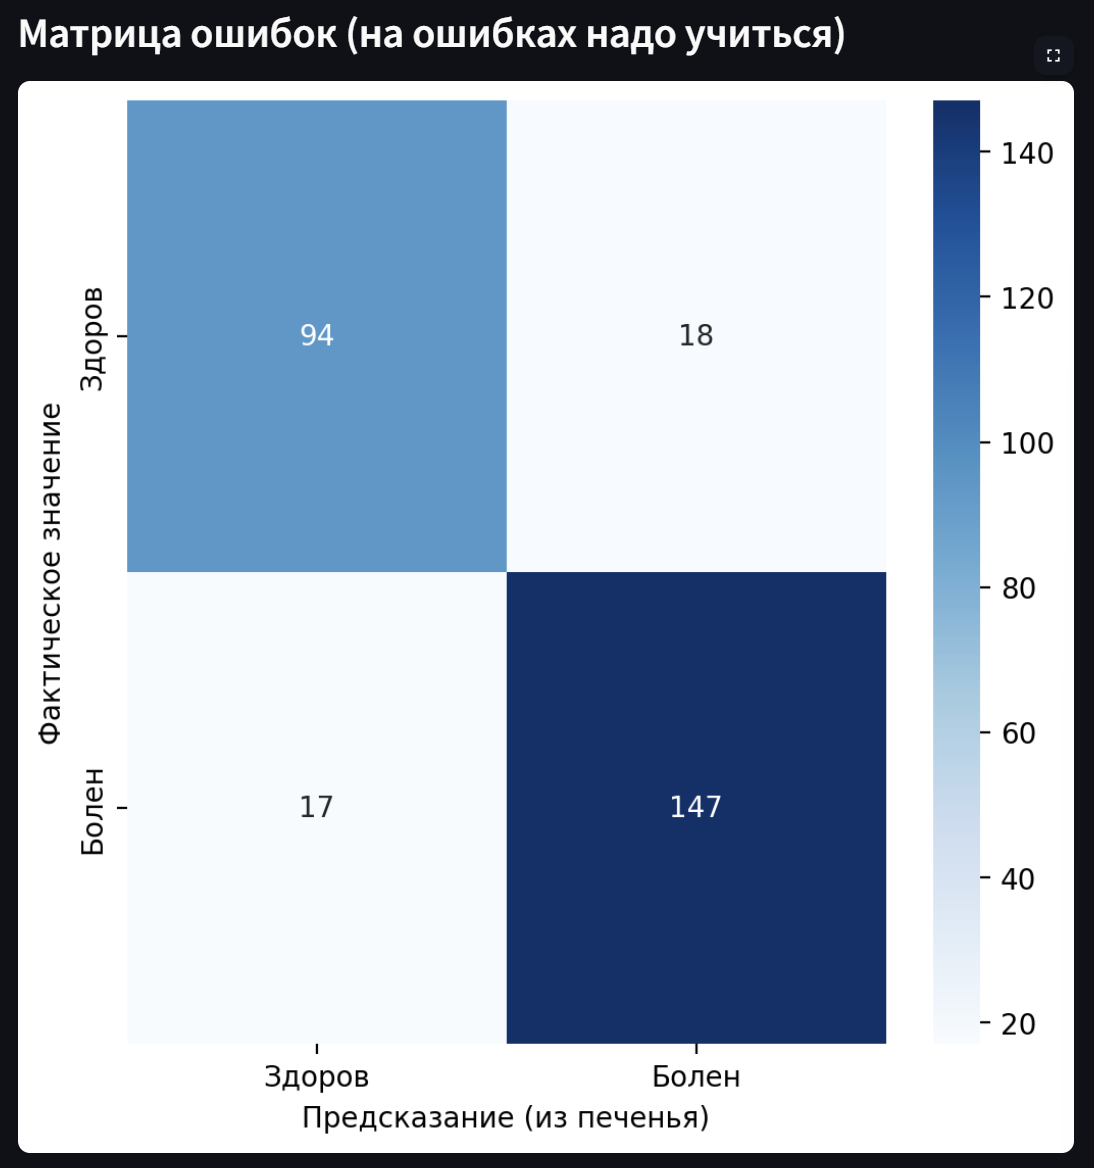 Матрица ошибок (на ошибках надо учиться)
Фактическое значение
Здоров
Болен
94
18
17
147
Здоров
Болен
Предсказание (из печенья)
140
120
100
80
60
40
20